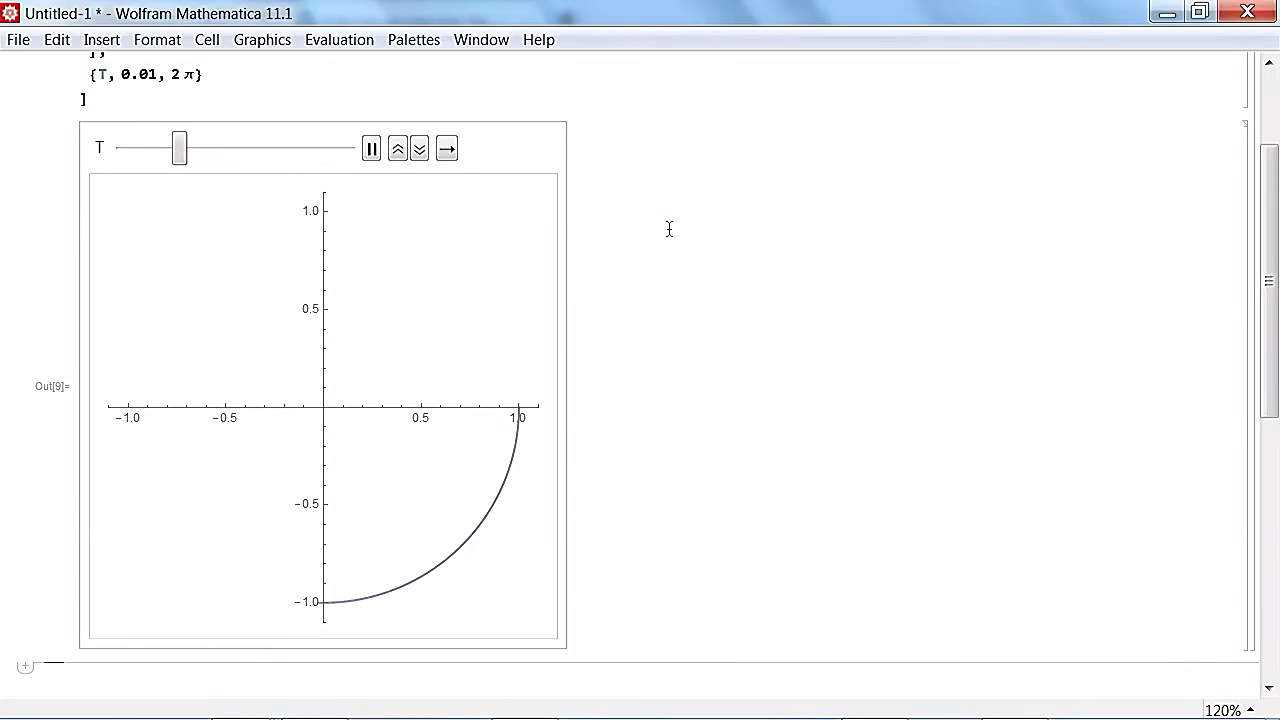 Untitled-1 * - Wolfram Mathematica 11.1
File Edit Insert Format Cell Graphics Evaluation Palettes Window Help
],
{T, 0.01, 2 π}
]
T
1.0
0.5
Out[9]=
-1.0 -0.5 0.5 1.0
-0.5
-1.0
120%